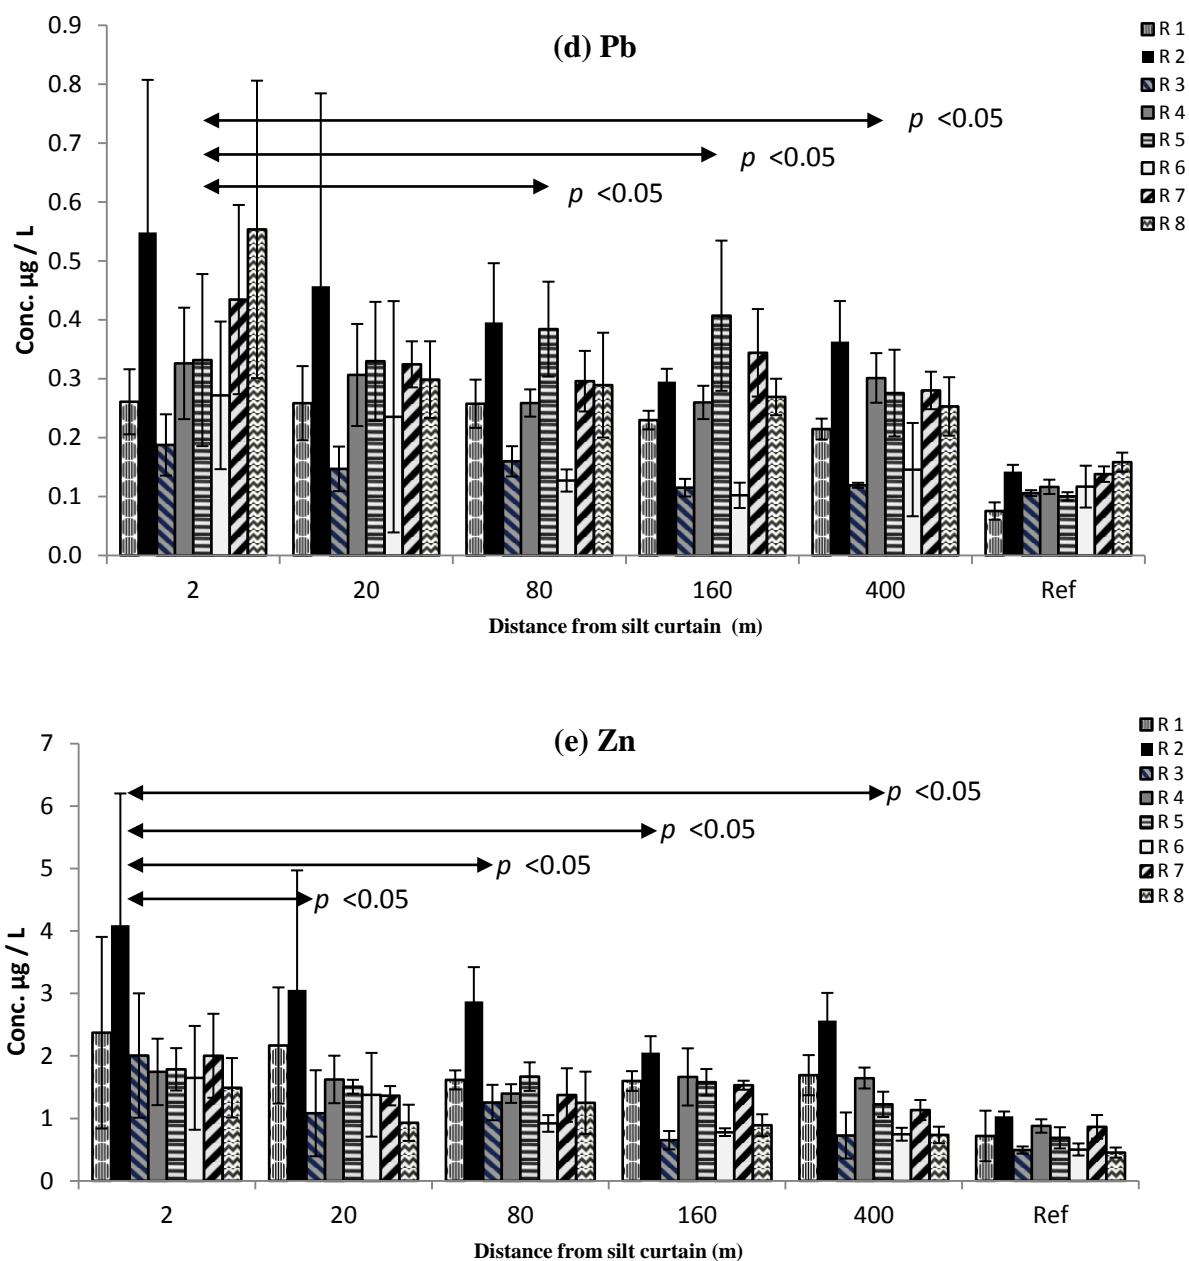 (d) Pb
0.9
0.8
0.7
0.6
0.5
0.4
0.3
0.2
0.1
0.0
Conc. µg / L
p <0.05
p <0.05
p <0.05
R 1
R 2
R 3
R 4
R 5
R 6
R 7
R 8
2 20 80 160 400 Ref
Distance from silt curtain (m)
(e) Zn
7
6
5
4
3
2
1
0
Conc. µg / L
p <0.05
p <0.05
p <0.05
p <0.05
R 1
R 2
R 3
R 4
R 5
R 6
R 7
R 8
2 20 80 160 400 Ref
Distance from silt curtain (m)